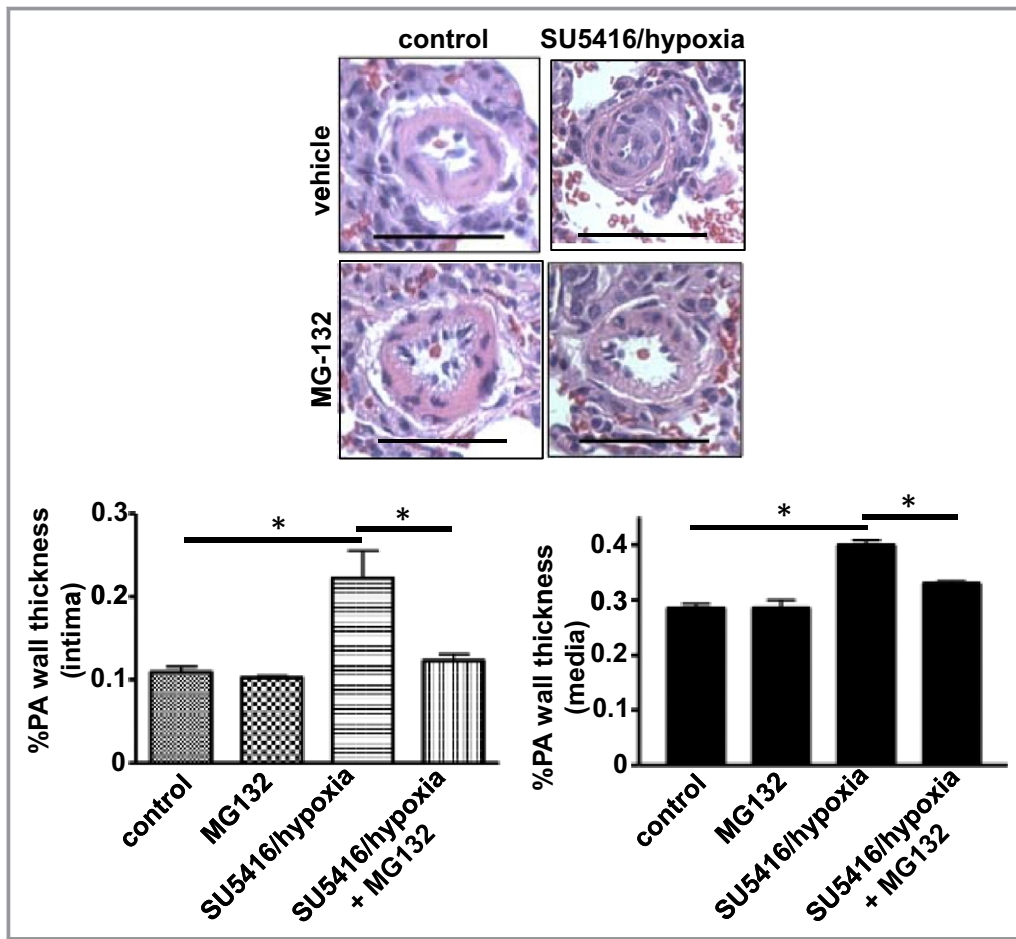 control
SU5416/hypoxia
vehicle
MG-132
%PA wall thickness
(intima)
0.3
0.2
0.1
0
*
*
control
MG132
SU5416/hypoxia
SU5416/hypoxia
+ MG132
%PA wall thickness
(media)
0.4
0.3
0.2
0.1
0
*
*
control
MG132
SU5416/hypoxia
SU5416/hypoxia
+ MG132